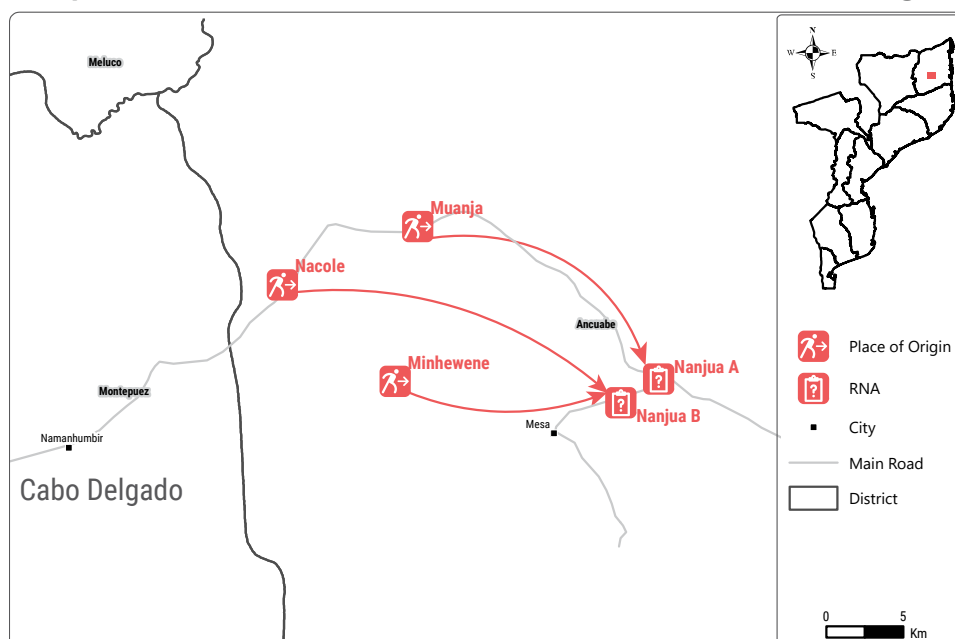 Meluco
Muanja
Nacole
Ancuabe
Minhewene
Nanjua A
Montepuez
Nanjua B
Mesa
Namanhumbir
Cabo Delgado
N
W E
S
Place of Origin
RNA
City
Main Road
District
0 5
Km